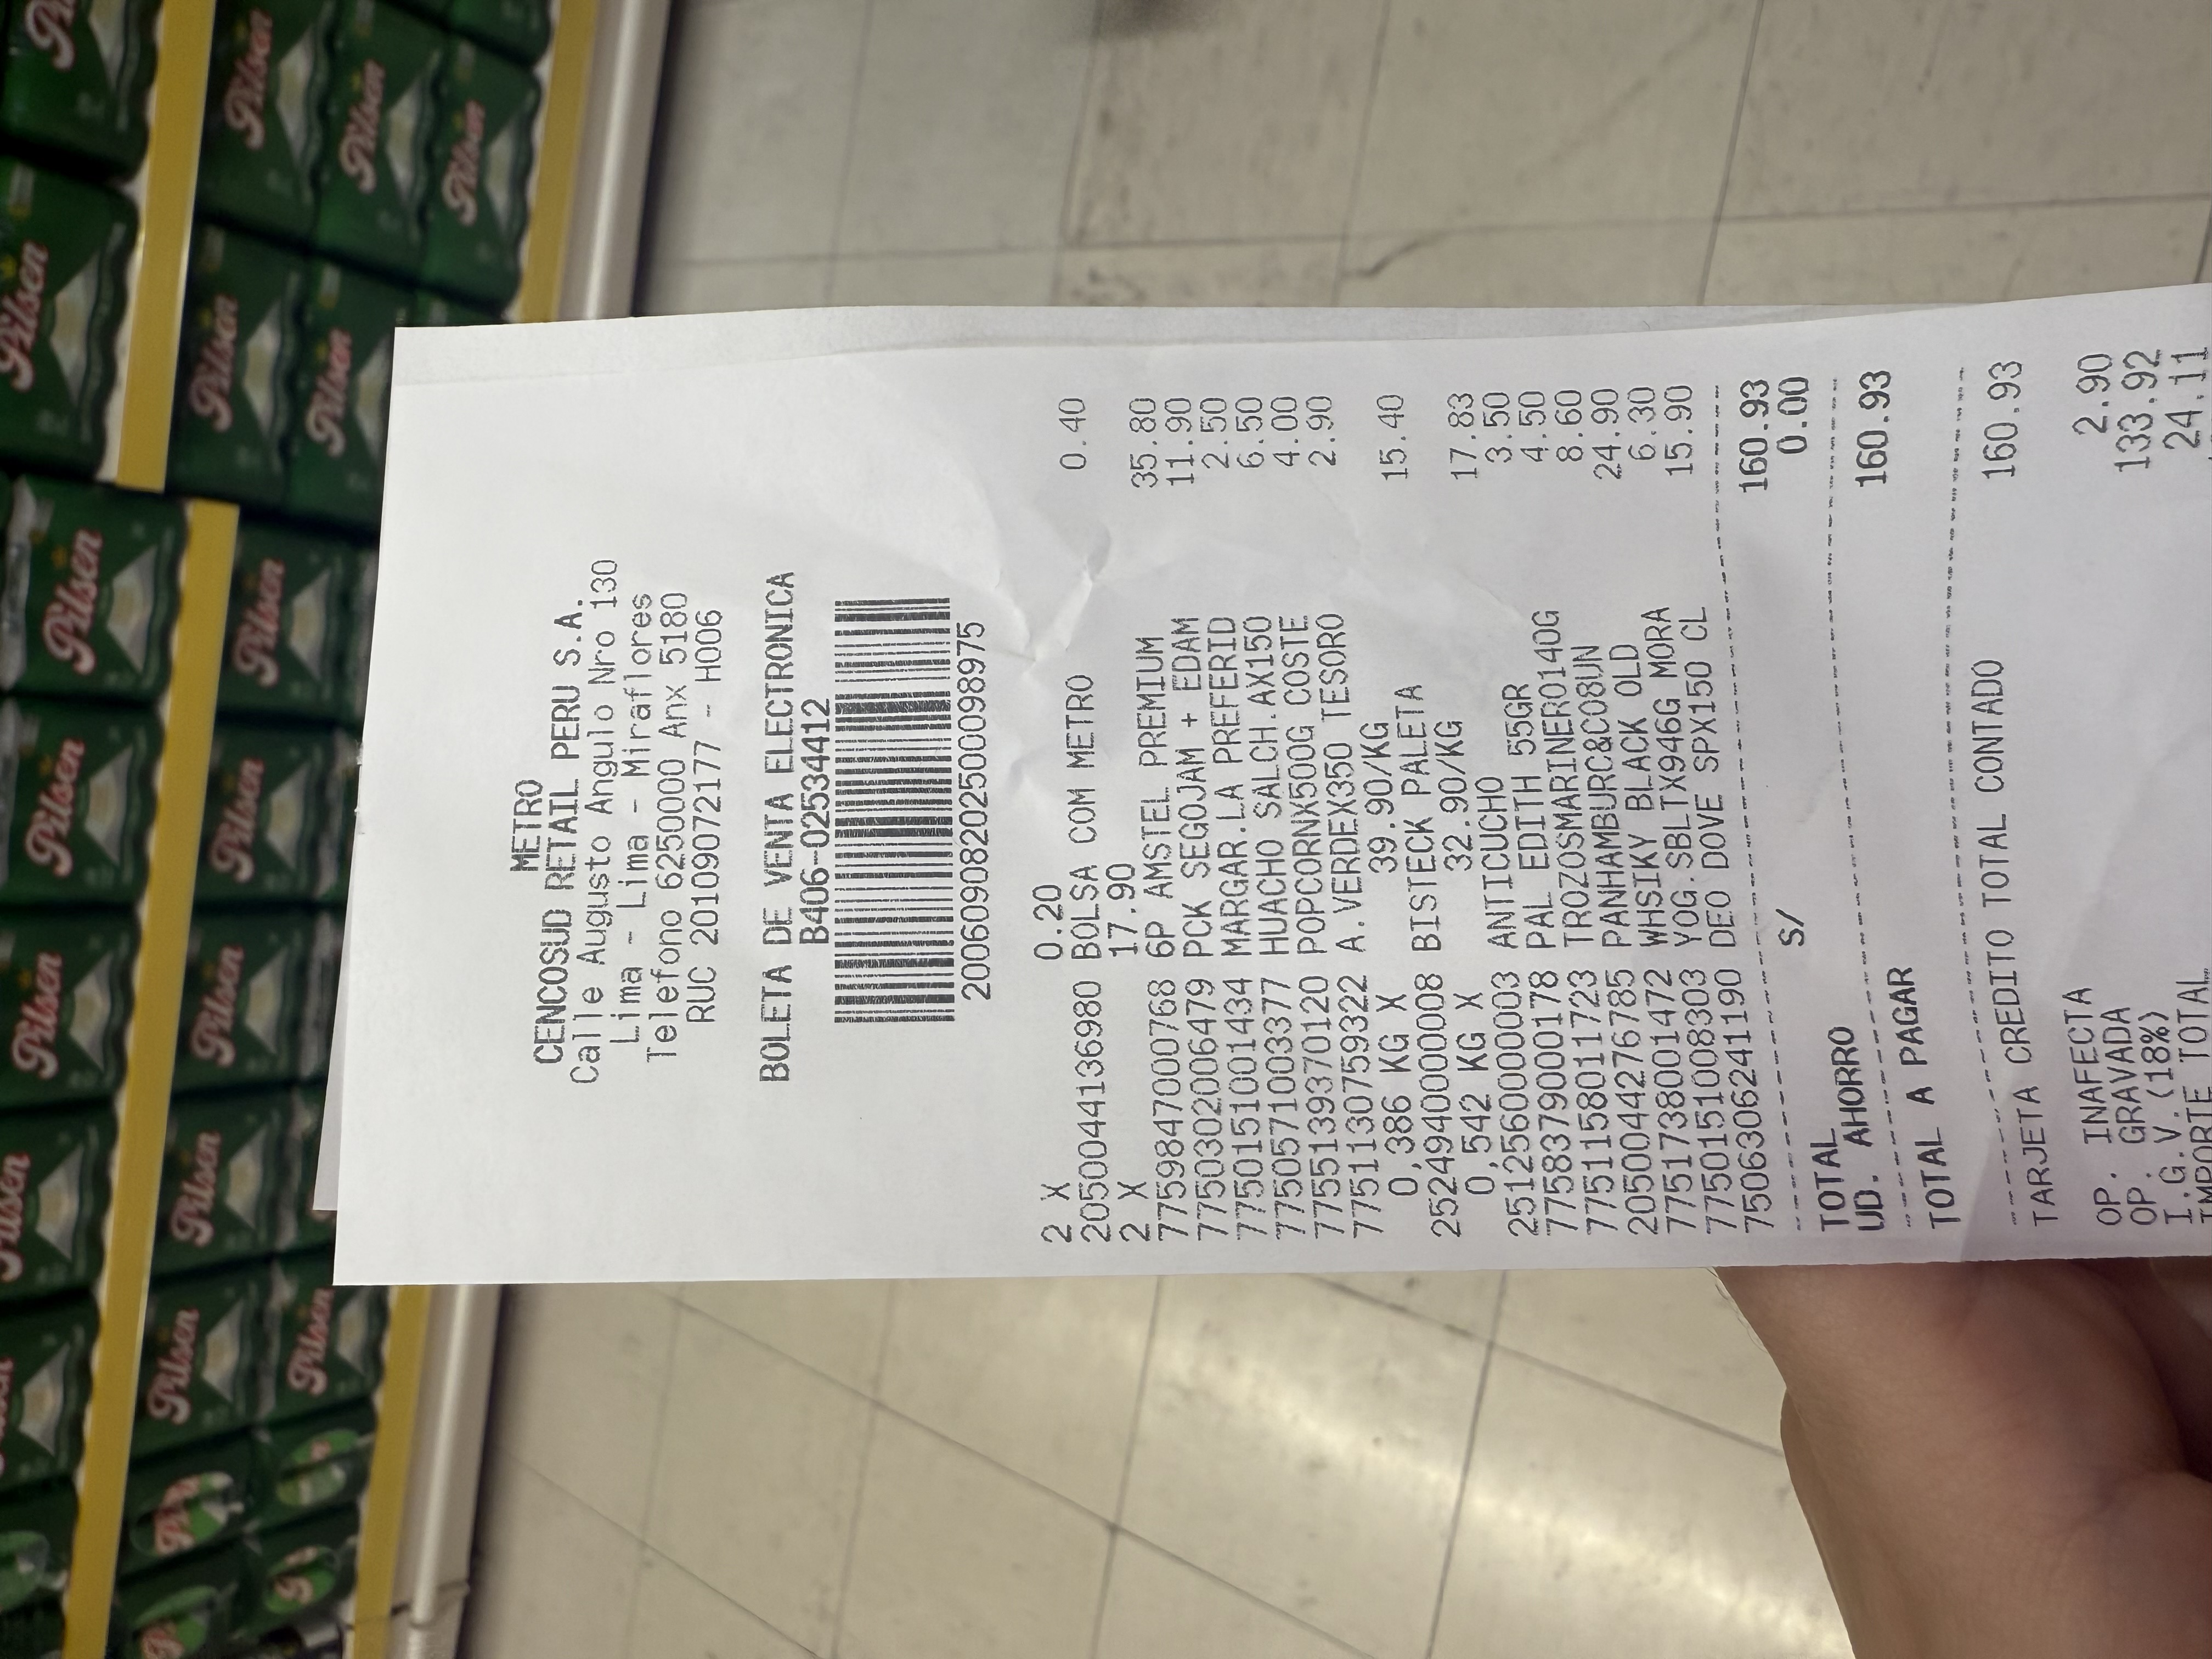 Pilsen Pilsen Pilsen Pilsen Pilsen
Pilsen Pilsen Pilsen Pilsen Pilsen Pilsen Pilsen
Pilsen Pilsen Pilsen
Pilsen
METRO
CENCOSUD RETAIL PERU S.A.
Calle Augusto Angulo Nro 130
Lima - Lima - Miraflores
Telefono 6250000 Anx 5180
RUC 20109072177 - H006
BOLETA DE VENTA ELECTRONICA
B406-02534412
20060908202500098975
2 X 0.20
2050044136980 BOLSA COM METRO 0.40
2 X 17.90
7759847000768 6P AMSTEL PREMIUM 35.80
7750302006479 PCK SEGOJAM + EDAM 11.90
7750151001434 MARGAR.LA PREFERID 2.50
7750571003377 HUACHO SALCH.AX150 6.50
7755139370120 POPCORNX500G COSTE 4.00
7751130759322 A.VERDEX350 TESORO 2.90
0,386 KG X 39.90/KG
2524940000008 BISTECK PALETA 15.40
0,542 KG X 32.90/KG
2512560000003 ANTICUCHO 17.83
7758379000178 PAL EDITH 55GR 3.50
7751158011723 TROZOSMARINERO140G 4.50
2050044276785 PANHAMBURC&CO8UN 8.60
7751738001472 WHSIKY BLACK OLD 24.90
7750151008303 YOG.SBLTX946G MORA 6.30
7506306241190 DEO DOVE SPX150 CL 15.90
TOTAL S/ 160.93
UD. AHORRO 0.00
TOTAL A PAGAR 160.93
TARJETA CREDITO TOTAL CONTADO 160.93
OP. INAFECTA 2.90
OP. GRAVADA 133.92
I.G.V.(18%) 24.11
IMPORTE TOTAL